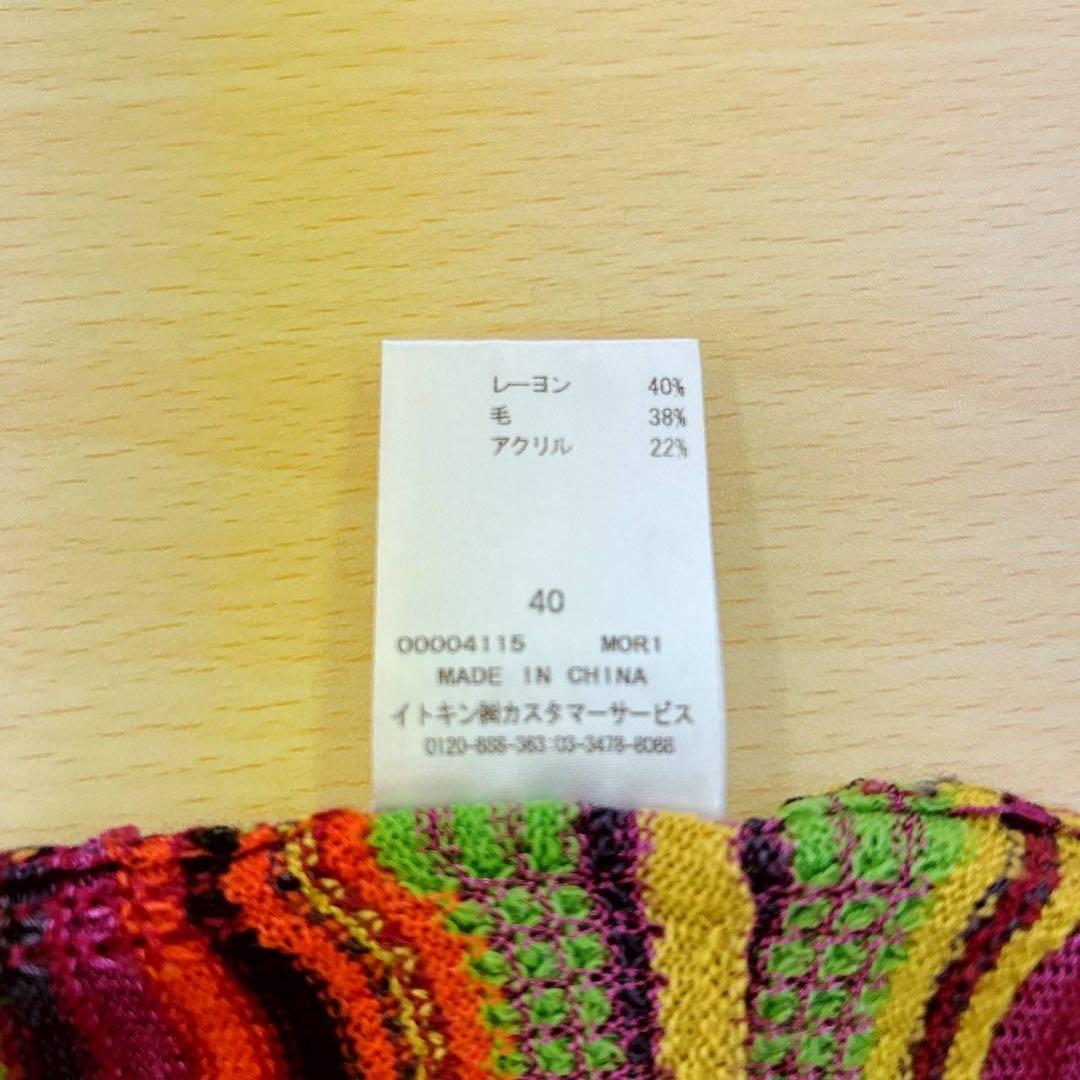 レーヨン 40%
毛 38%
アクリル 22%
40
00004115 MOR1
MADE IN CHINA
イトキン㈱カスタマーサービス
0120-888-363:03-3478-8088